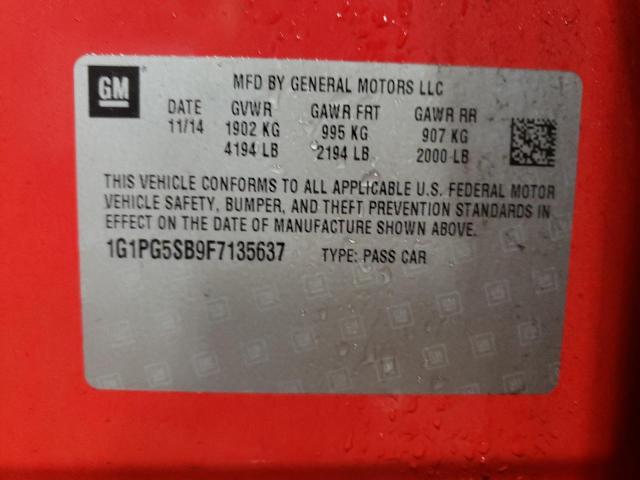 GM
MFD BY GENERAL MOTORS LLC
DATE GVWR GAWR FRT GAWR RR
11/14 1902 KG 995 KG 907 KG
4194 LB 2194 LB 2000 LB
THIS VEHICLE CONFORMS TO ALL APPLICABLE U.S. FEDERAL MOTOR
VEHICLE SAFETY, BUMPER, AND THEFT PREVENTION STANDARDS IN
EFFECT ON THE DATE OF MANUFACTURE SHOWN ABOVE.
1G1PG5SB9F7135637 TYPE: PASS CAR